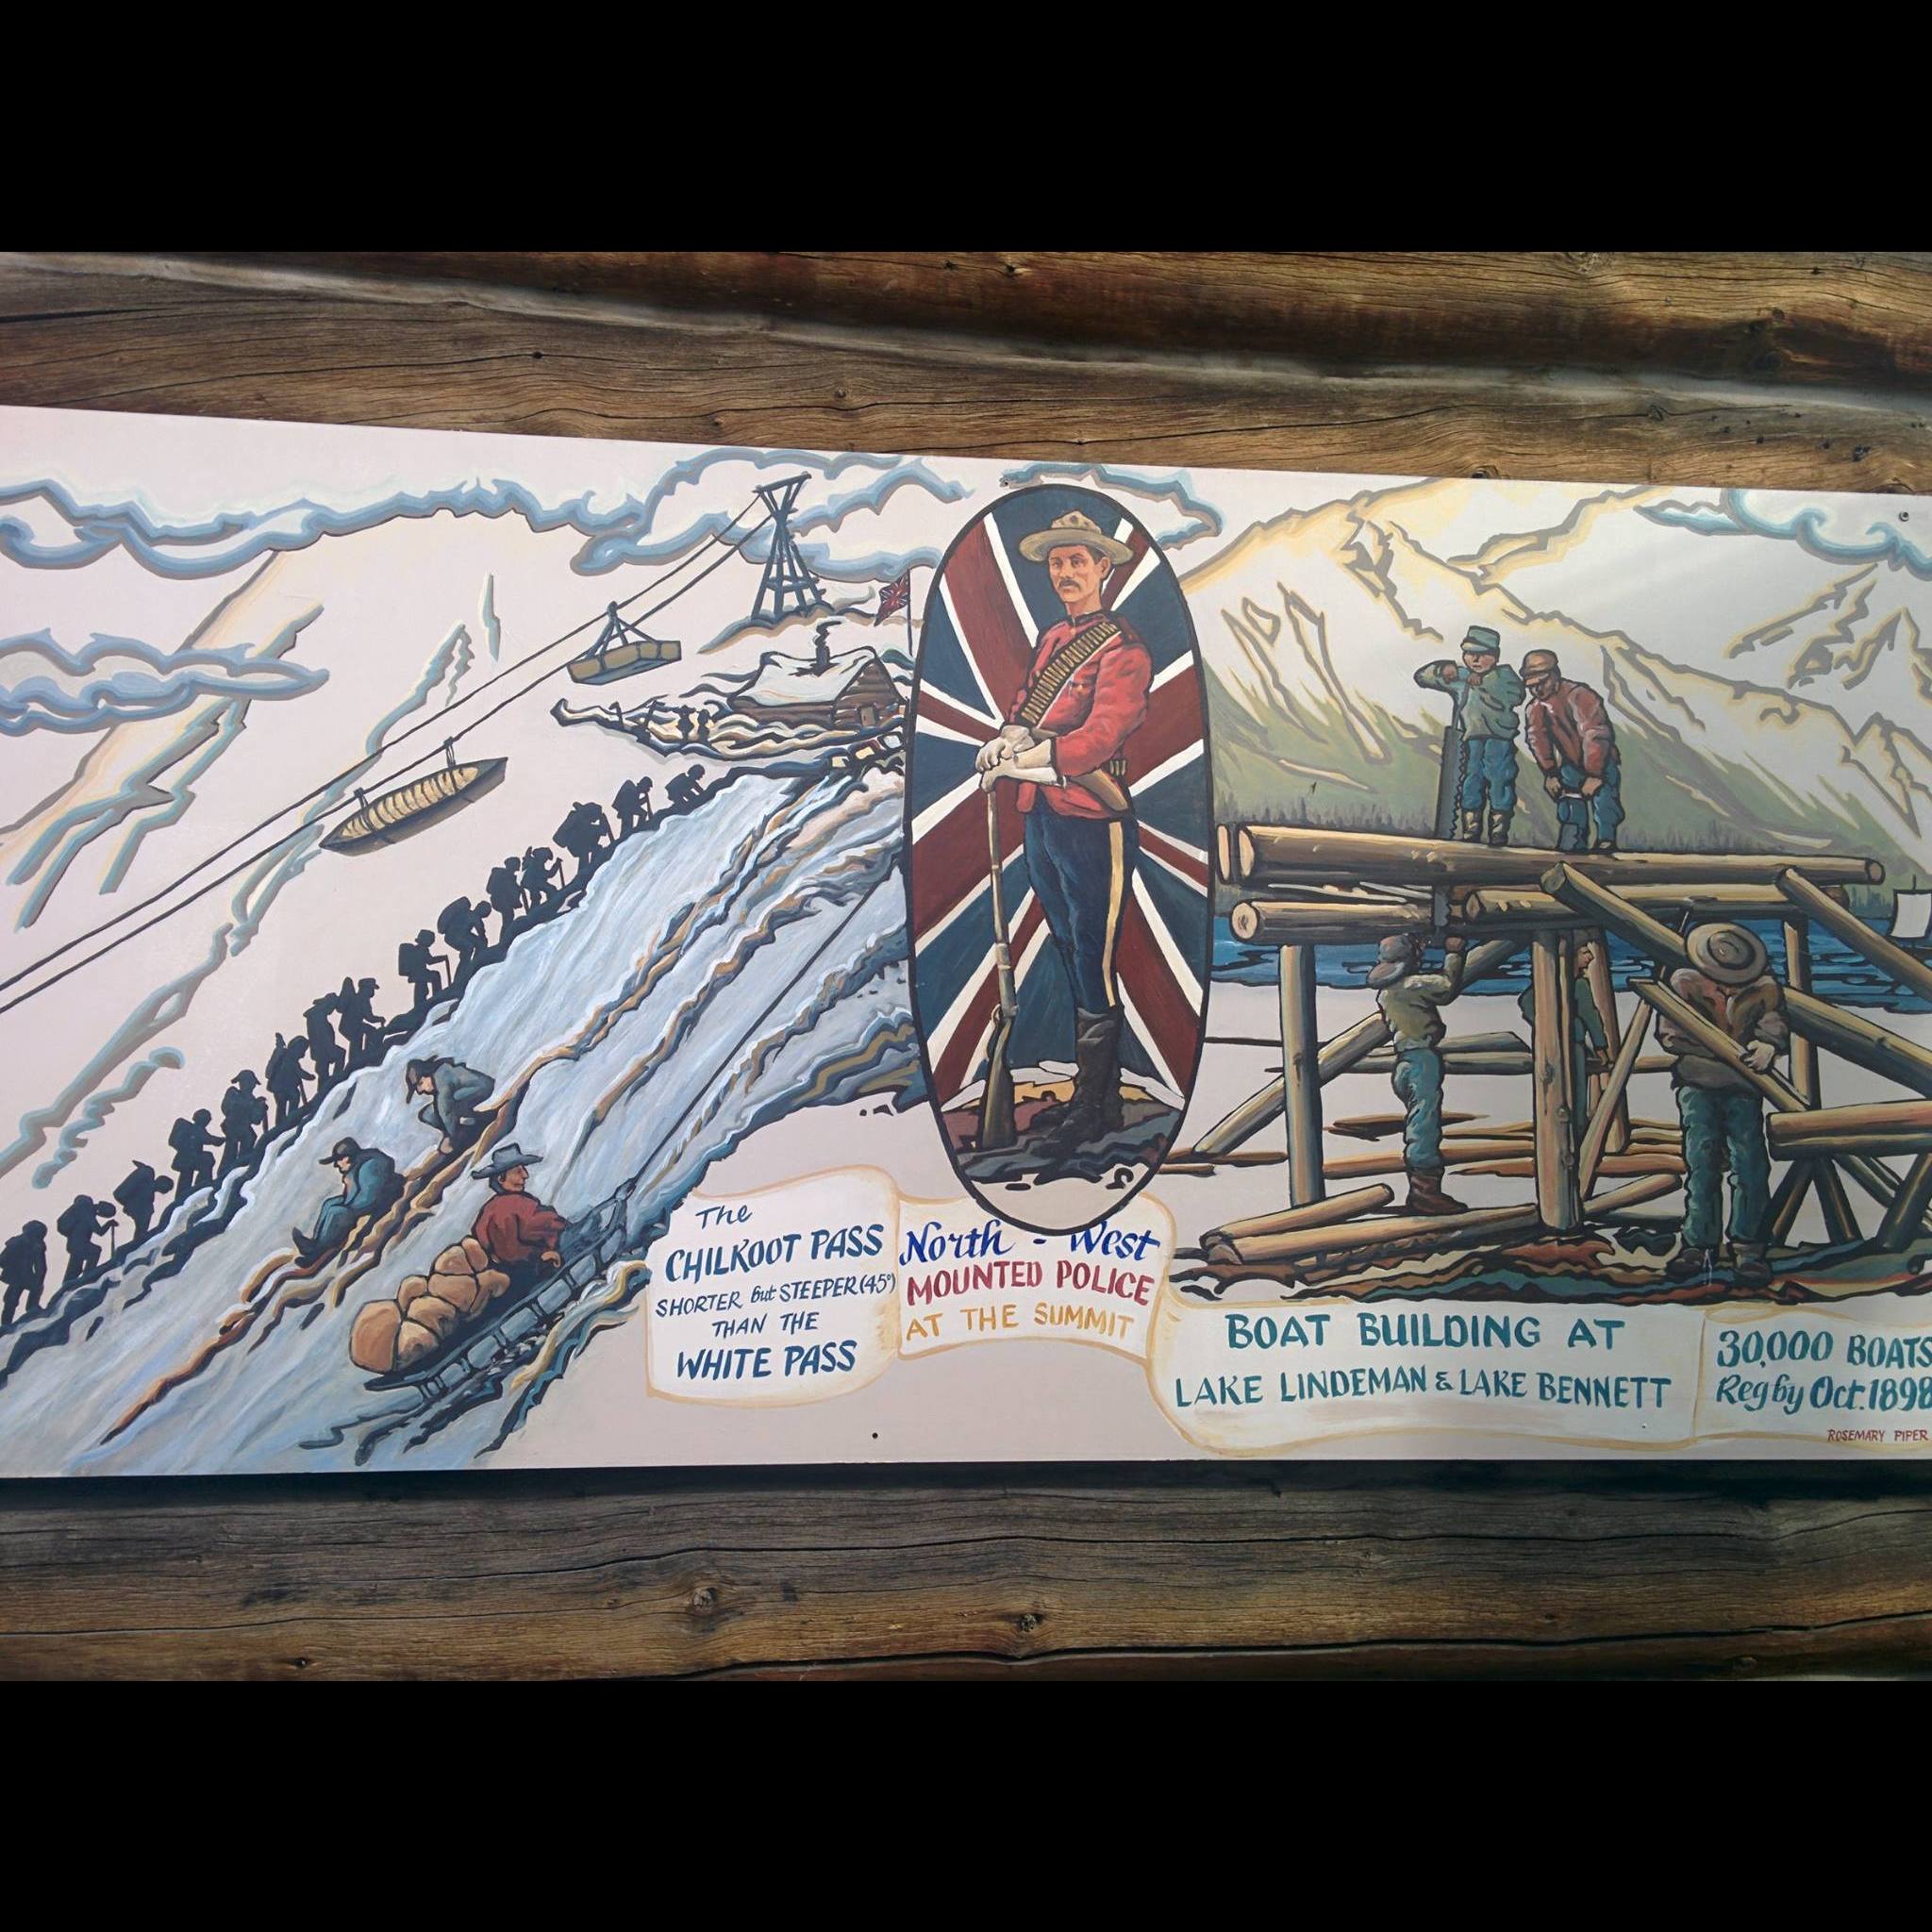 The
CHILKOOT PASS
SHORTER but STEEPER (45°)
THAN THE
WHITE PASS
North - West
MOUNTED POLICE
AT THE SUMMIT
BOAT BUILDING AT
LAKE LINDEMAN & LAKE BENNETT
30,000 BOATS
Reg by Oct. 1898
ROSEMARY PIPER